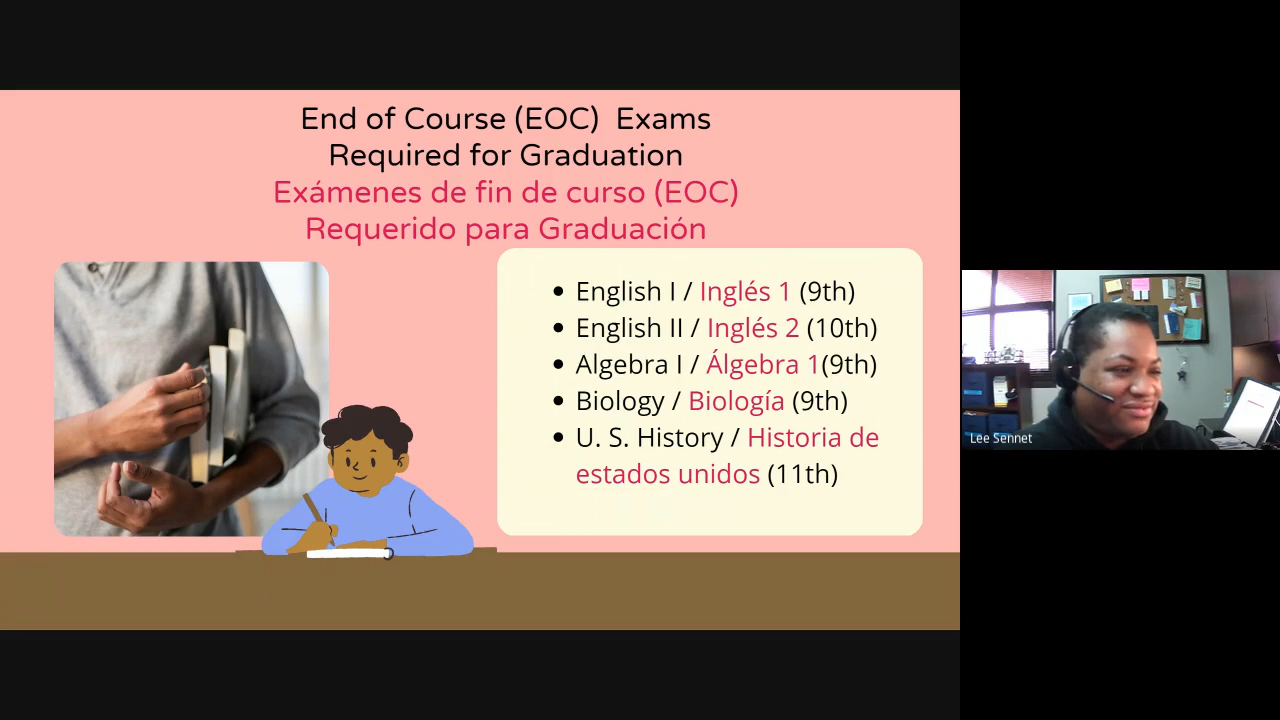 End of Course (EOC)  Exams
Required for Graduation
Exámenes de fin de curso (EOC)
Requerido para Graduación
• English I / Inglés 1 (9th)
• English II / Inglés 2 (10th)
• Algebra I / Álgebra 1(9th)
• Biology / Biología (9th)
• U. S. History / Historia de
estados unidos (11th)
Lee Sennet